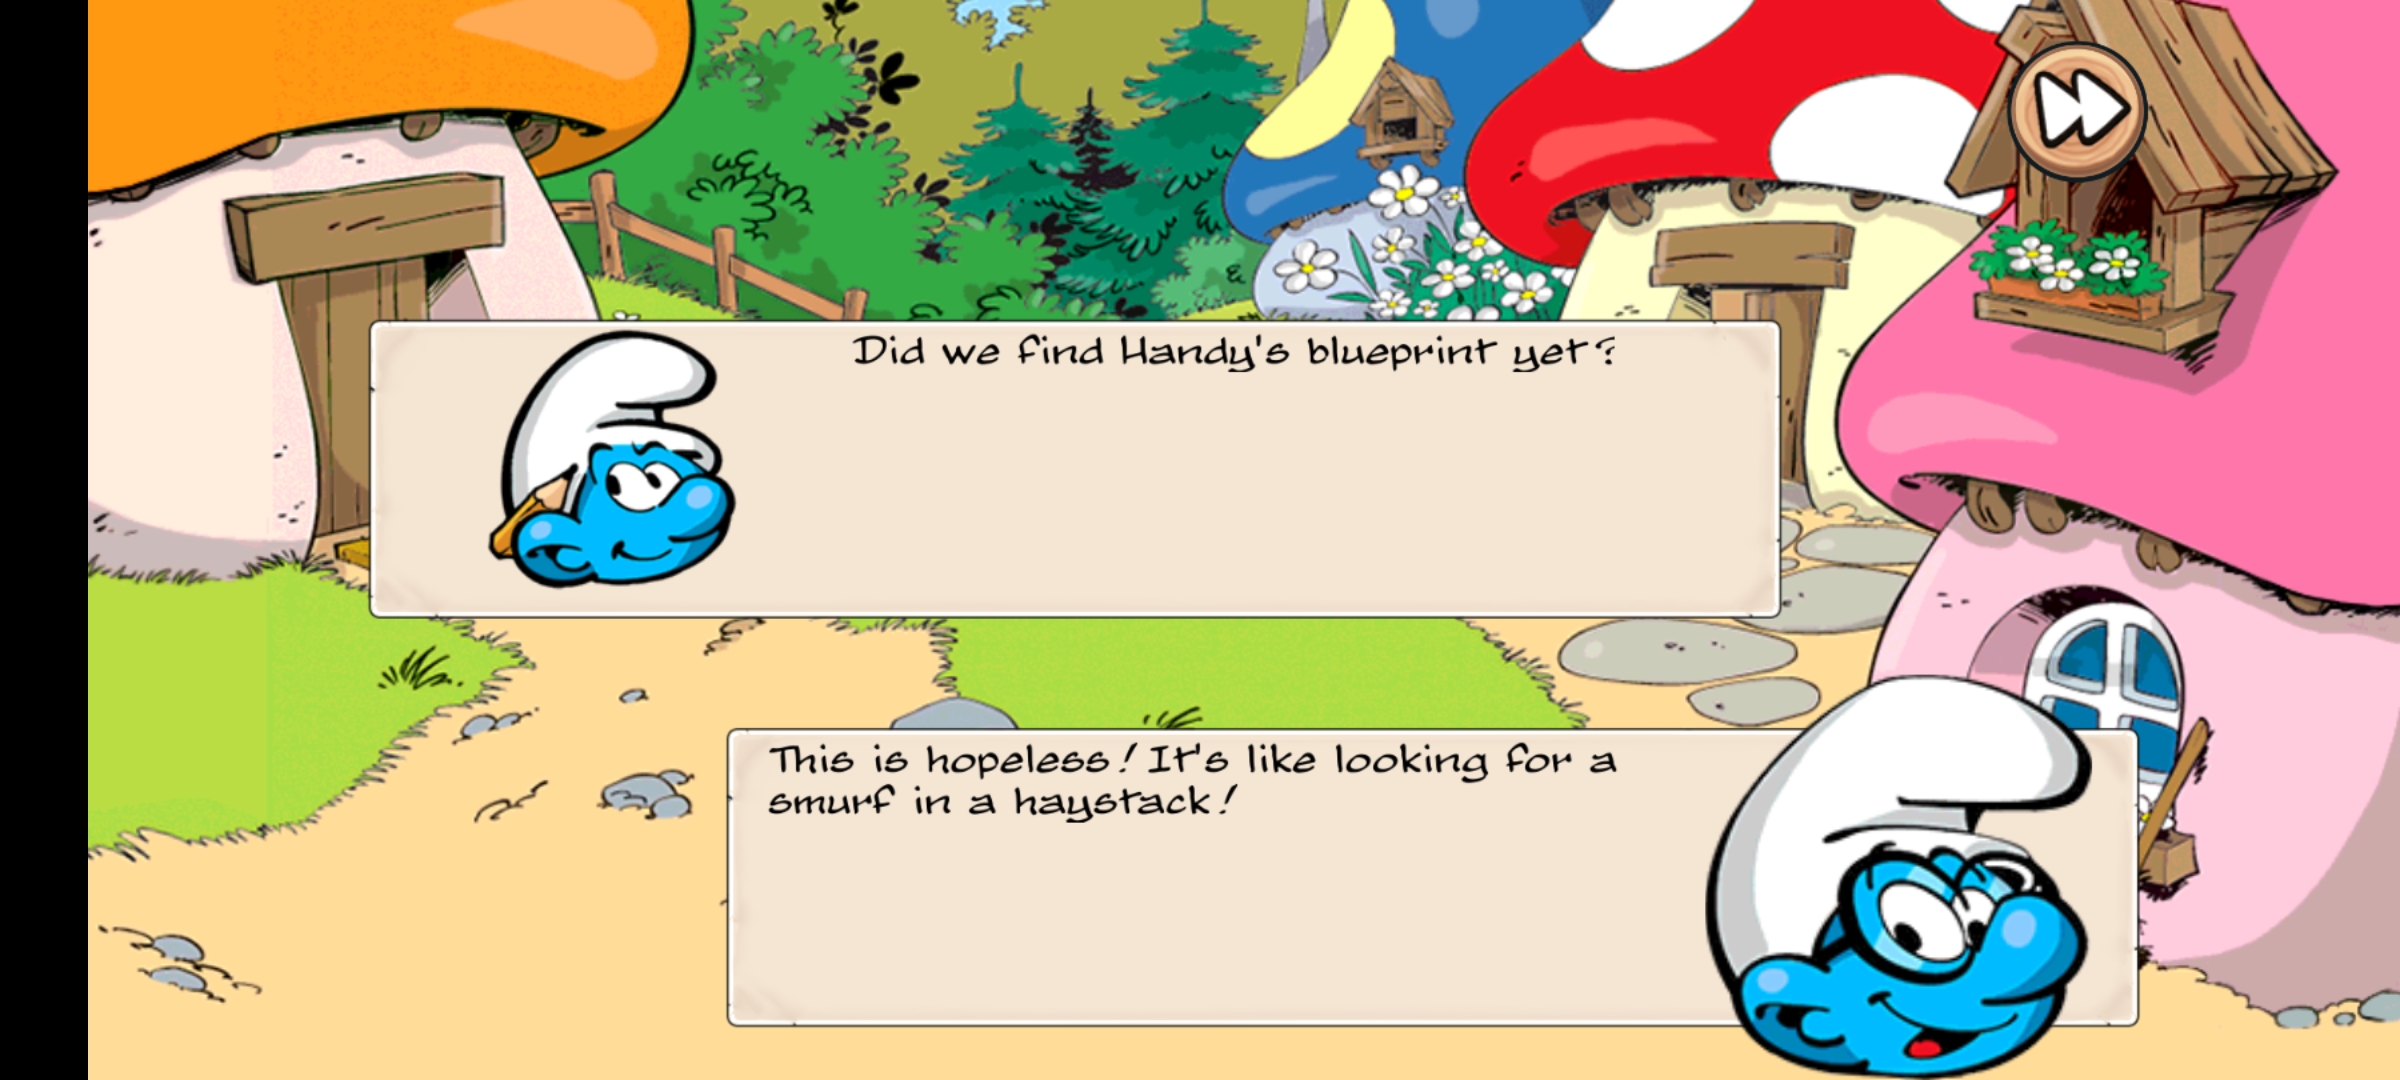 Did we find Handy's blueprint yet?
This is hopeless! It's like looking for a
smurf in a haystack!